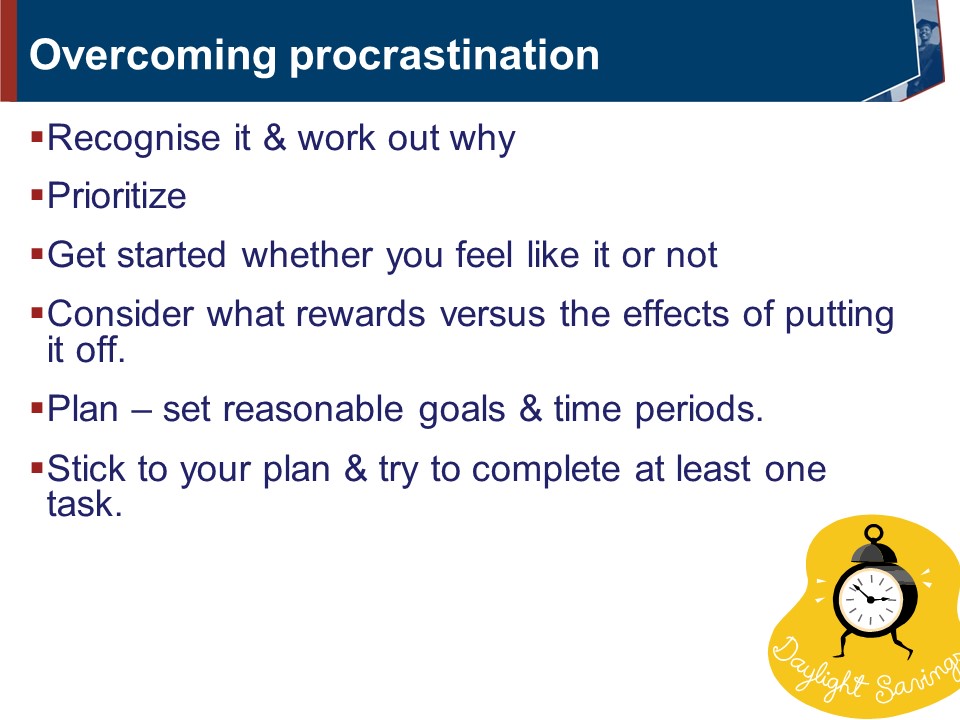 Overcoming procrastination
▪Recognise it & work out why
▪Prioritize
▪Get started whether you feel like it or not
▪Consider what rewards versus the effects of putting
it off.
▪Plan – set reasonable goals & time periods.
▪Stick to your plan & try to complete at least one
task.
Daylight Savings